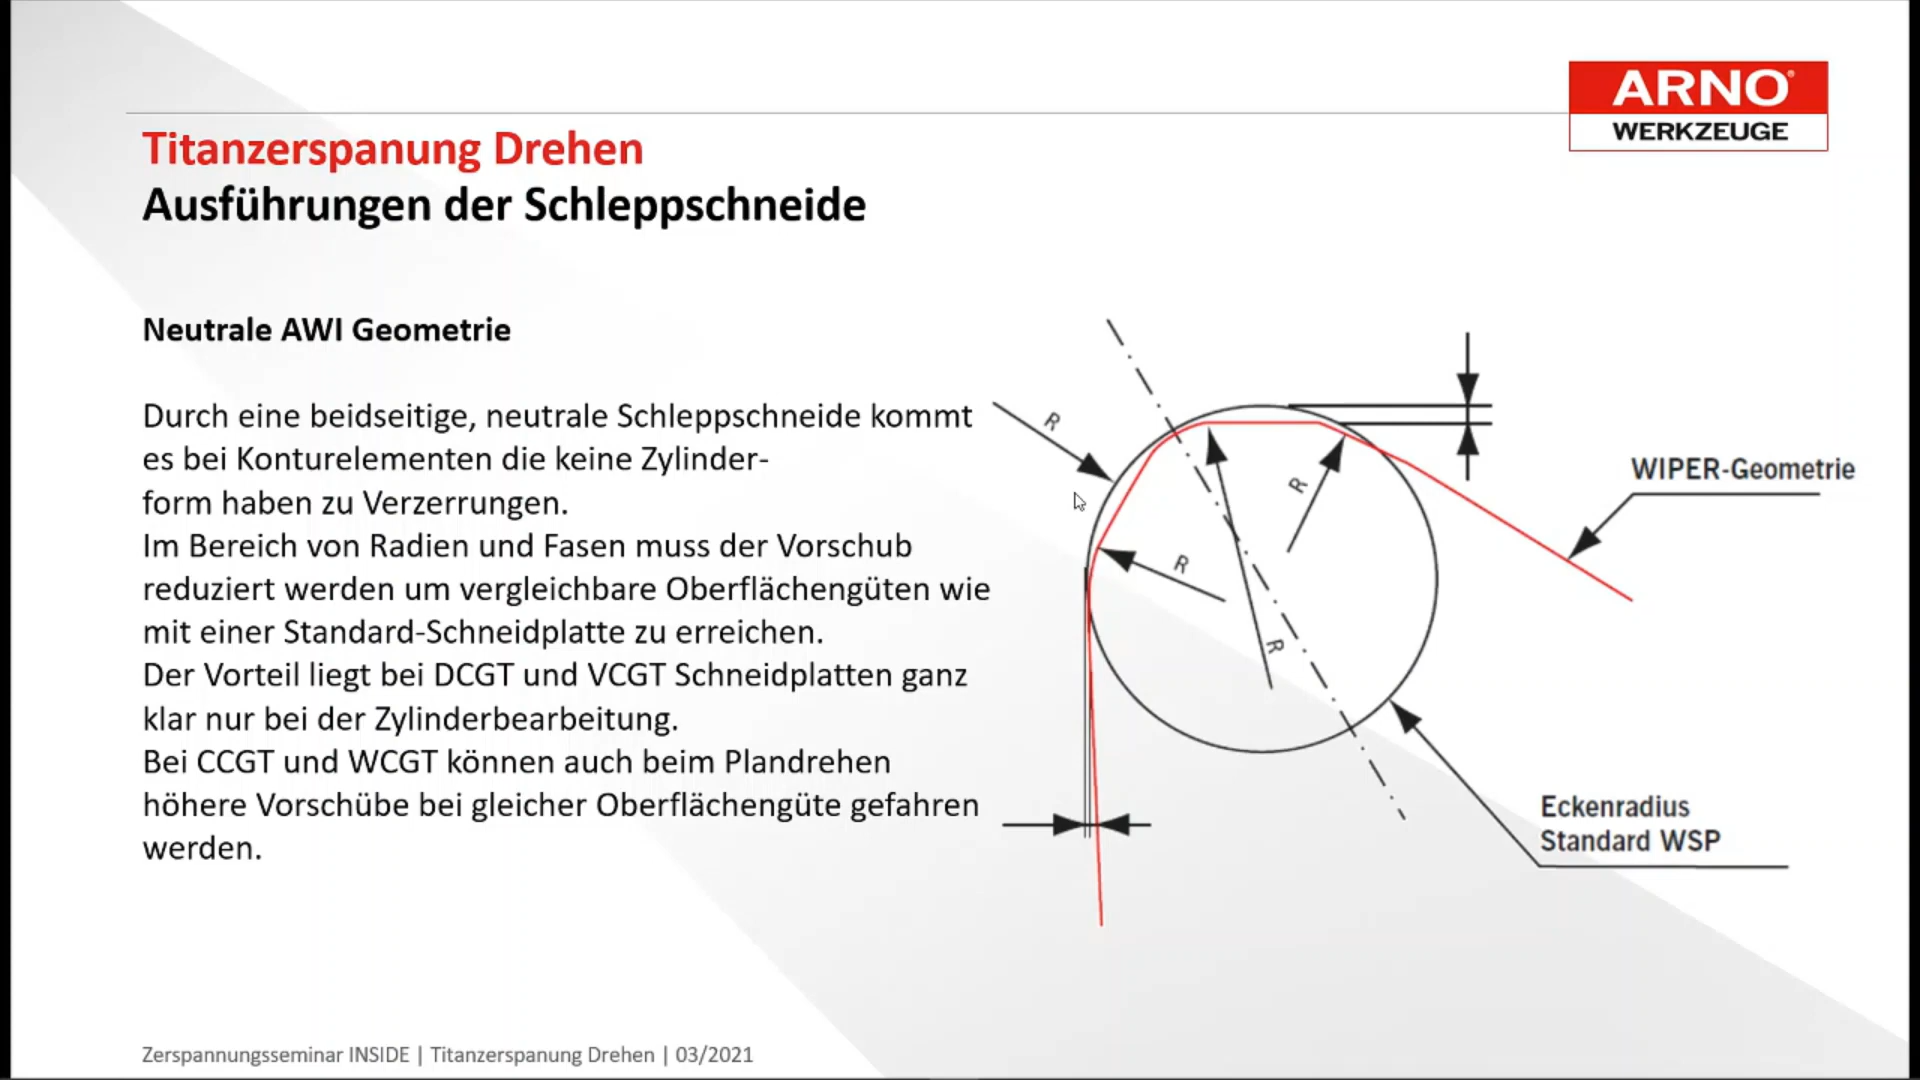 ARNO®
WERKZEUGE
Titanzerspanung Drehen
Ausführungen der Schleppschneide
Neutrale AWI Geometrie
Durch eine beidseitige, neutrale Schleppschneide kommt
es bei Konturelementen die keine Zylinder-
form haben zu Verzerrungen.
Im Bereich von Radien und Fasen muss der Vorschub
reduziert werden um vergleichbare Oberflächengüten wie
mit einer Standard-Schneidplatte zu erreichen.
Der Vorteil liegt bei DCGT und VCGT Schneidplatten ganz
klar nur bei der Zylinderbearbeitung.
Bei CCGT und WCGT können auch beim Plandrehen
höhere Vorschübe bei gleicher Oberflächengüte gefahren
werden.
R
R
R
R
WIPER-Geometrie
Eckenradius
Standard WSP
Zerspannungsseminar INSIDE | Titanzerspanung Drehen | 03/2021